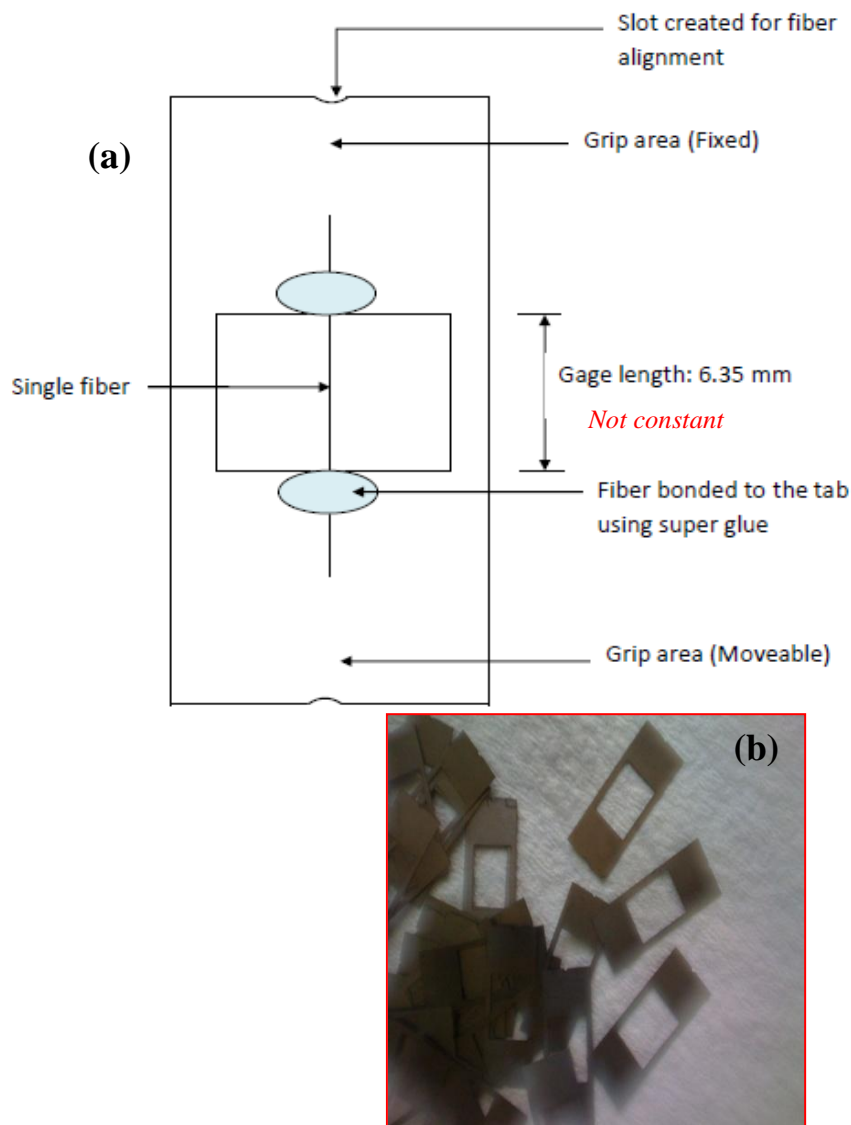 Slot created for fiber
alignment
(a)
Grip area (Fixed)
Single fiber
Gage length: 6.35 mm
Not constant
Fiber bonded to the tab
using super glue
Grip area (Moveable)
(b)